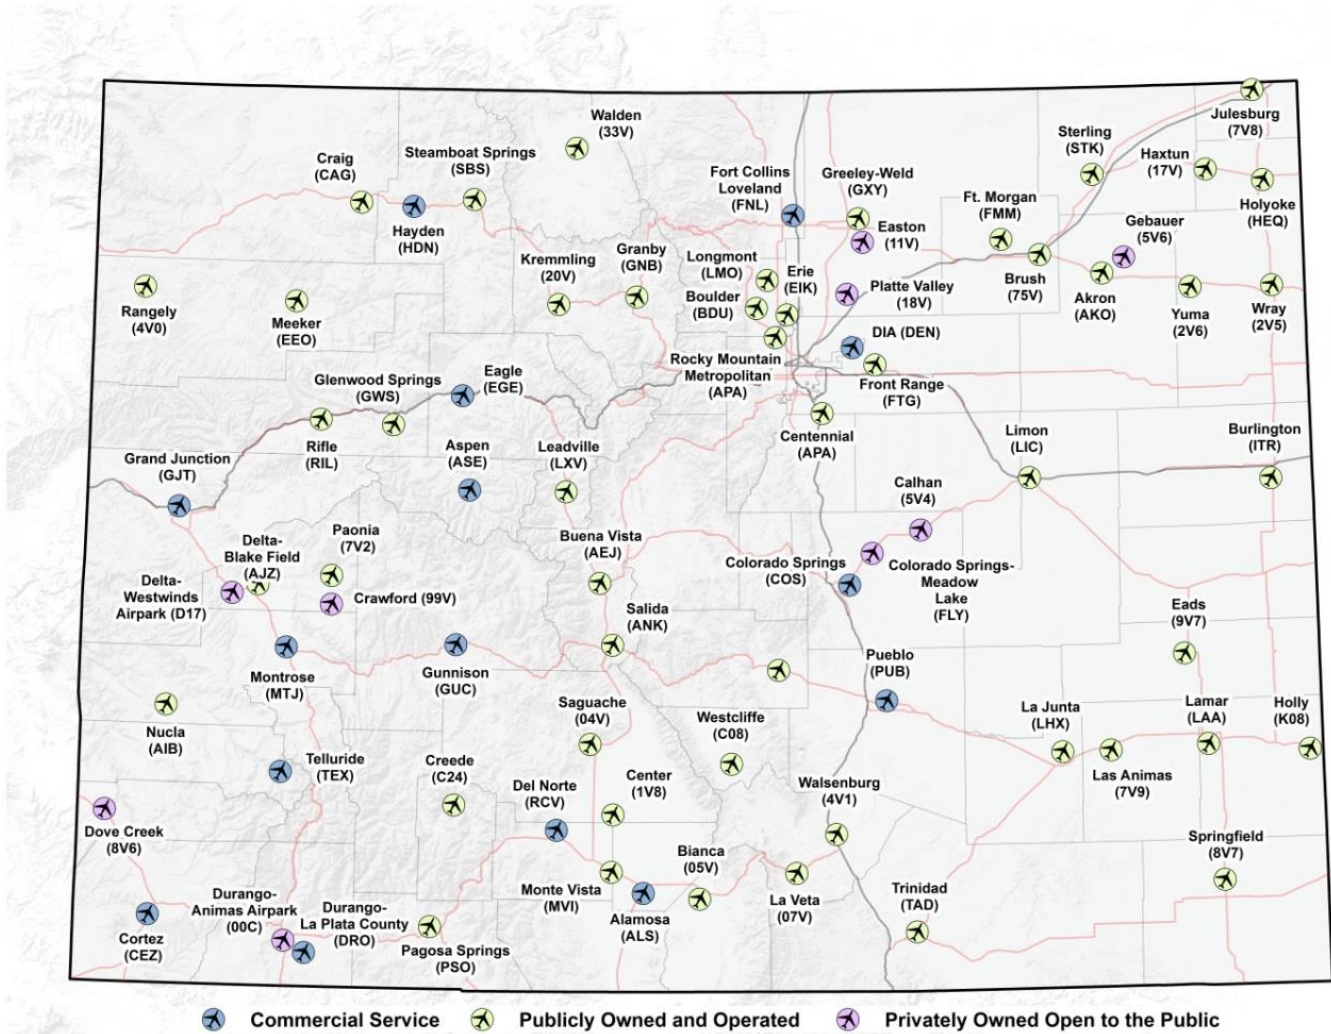 Walden
(33V)
Julesburg
(7V8)
Sterling
(STK)
Haxtun
(17V)
Steamboat Springs
(SBS)
Craig
(CAG)
Fort Collins
Loveland
(FNL)
Greeley-Weld
(GXY)
Ft. Morgan
(FMM)
Holyoke
(HEQ)
Hayden
(HDN)
Easton
(11V)
Gebauer
(5V6)
Kremmling
(20V)
Granby
(GNB)
Longmont
(LMO)
Erie
(EIK)
Brush
(75V)
Akron
(AKO)
Boulder
(BDU)
Platte Valley
(18V)
Rangely
(4V0)
Meeker
(EEO)
Yuma
(2V6)
Wray
(2V5)
DIA (DEN)
Rocky Mountain
Metropolitan
(APA)
Glenwood Springs
(GWS)
Eagle
(EGE)
Front Range
(FTG)
Rifle
(RIL)
Aspen
(ASE)
Leadville
(LXV)
Centennial
(APA)
Limon
(LIC)
Burlington
(ITR)
Grand Junction
(GJT)
Calhan
(5V4)
Paonia
(7V2)
Delta-
Blake Field
(AJZ)
Buena Vista
(AEJ)
Colorado Springs
(COS)
Colorado Springs-
Meadow
Lake
(FLY)
Delta-
Westwinds
Airpark (D17)
Crawford (99V)
Salida
(ANK)
Eads
(9V7)
Montrose
(MTJ)
Gunnison
(GUC)
Pueblo
(PUB)
Saguache
(04V)
Westcliffe
(C08)
La Junta
(LHX)
Lamar
(LAA)
Holly
(K08)
Nucla
(AIB)
Telluride
(TEX)
Creede
(C24)
Del Norte
(RCV)
Center
(1V8)
Walsenburg
(4V1)
Las Animas
(7V9)
Dove Creek
(8V6)
Bianca
(05V)
Springfield
(8V7)
Monte Vista
(MVI)
La Veta
(07V)
Trinidad
(TAD)
Durango-
Animas Airpark
(00C)
Durango-
La Plata County
(DRO)
Alamosa
(ALS)
Cortez
(CEZ)
Pagosa Springs
(PSO)
Commercial Service
Publicly Owned and Operated
Privately Owned Open to the Public